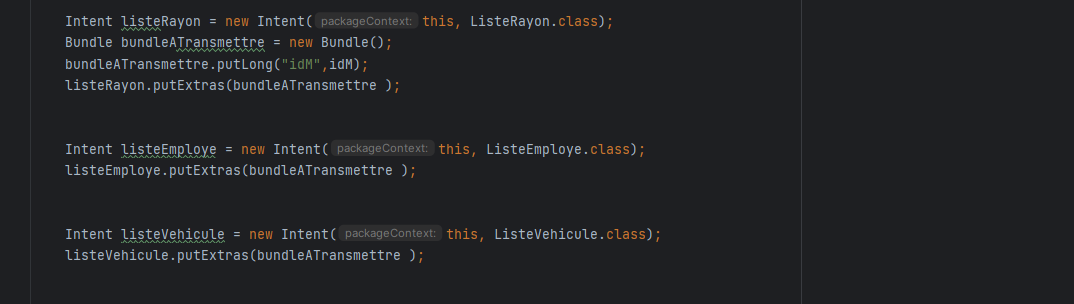 Intent listeRayon = new Intent( packageContext: this, ListeRayon.class);
Bundle bundleATransmettre = new Bundle();
bundleATransmettre.putLong("idM",idM);
listeRayon.putExtras(bundleATransmettre );
Intent listeEmploye = new Intent( packageContext: this, ListeEmploye.class);
listeEmploye.putExtras(bundleATransmettre );
Intent listeVehicule = new Intent( packageContext: this, ListeVehicule.class);
listeVehicule.putExtras(bundleATransmettre );